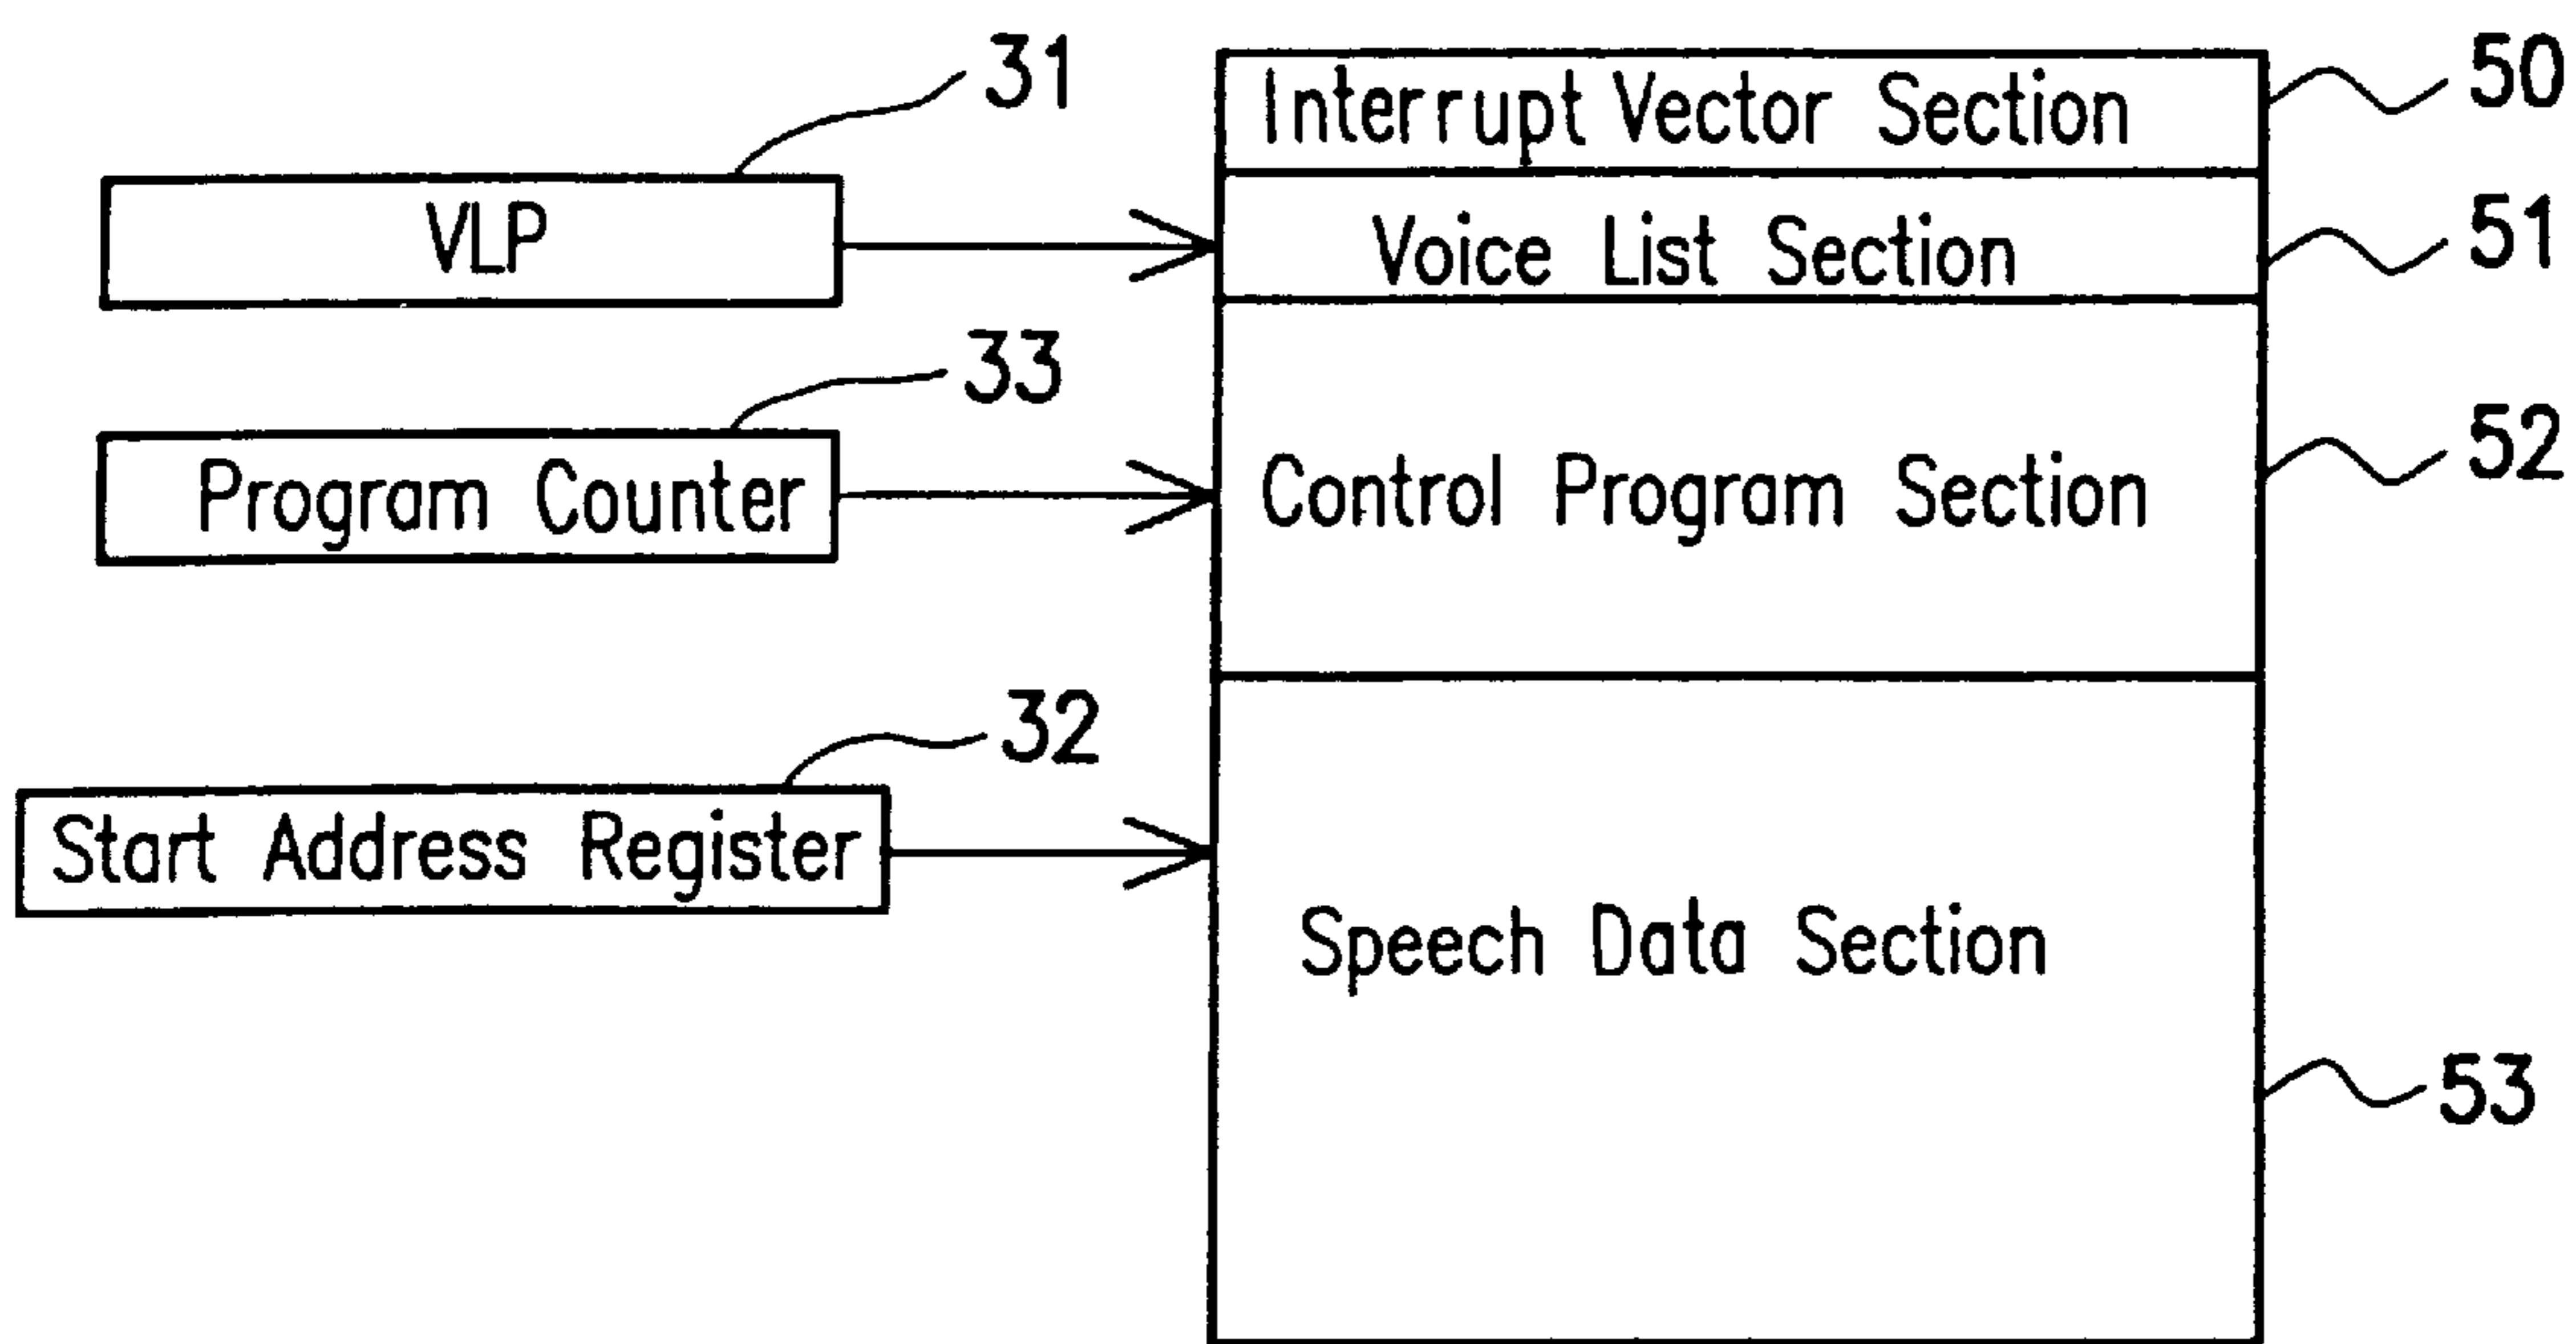 31
Interrupt Vector Section
50
VLP
Voice List Section
51
33
Program Counter
Control Program Section
52
32
Start Address Register
Speech Data Section
53